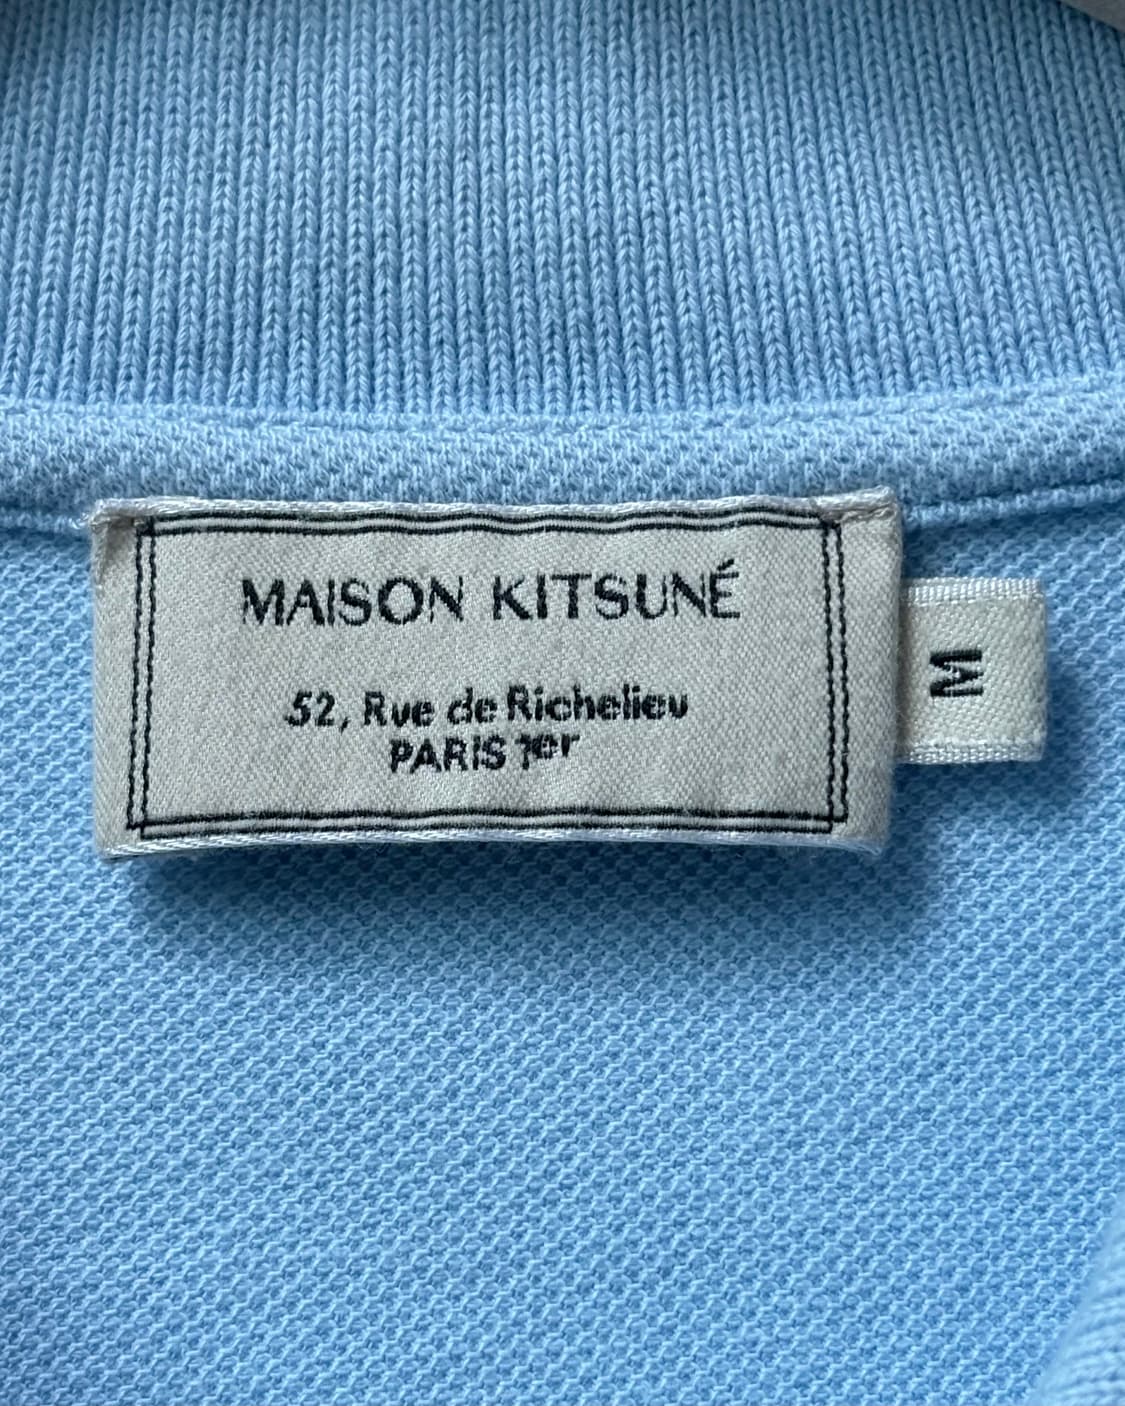 MAISON KITSUNÉ
52, Rue de Richelieu
PARIS 1er
M